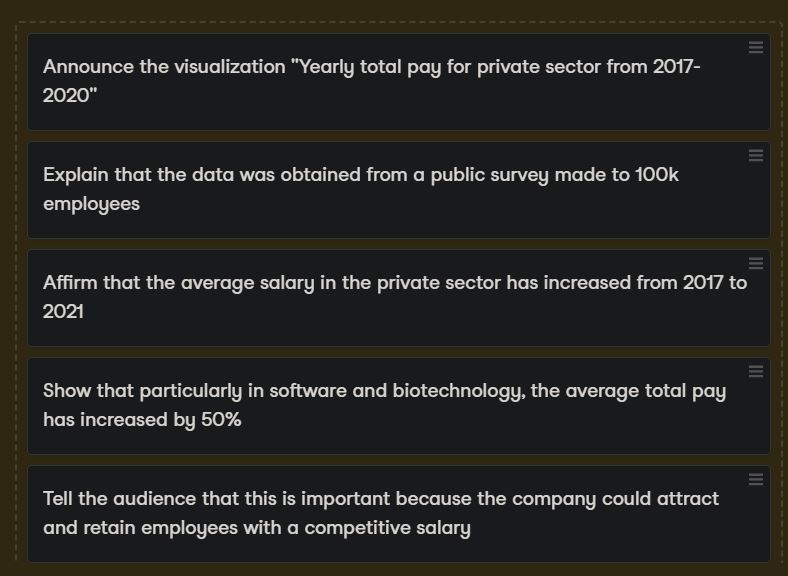 Announce the visualization "Yearly total pay for private sector from 2017-
2020"
Explain that the data was obtained from a public survey made to 100k
employees
Affirm that the average salary in the private sector has increased from 2017 to
2021
Show that particularly in software and biotechnology, the average total pay
has increased by 50%
Tell the audience that this is important because the company could attract
and retain employees with a competitive salary